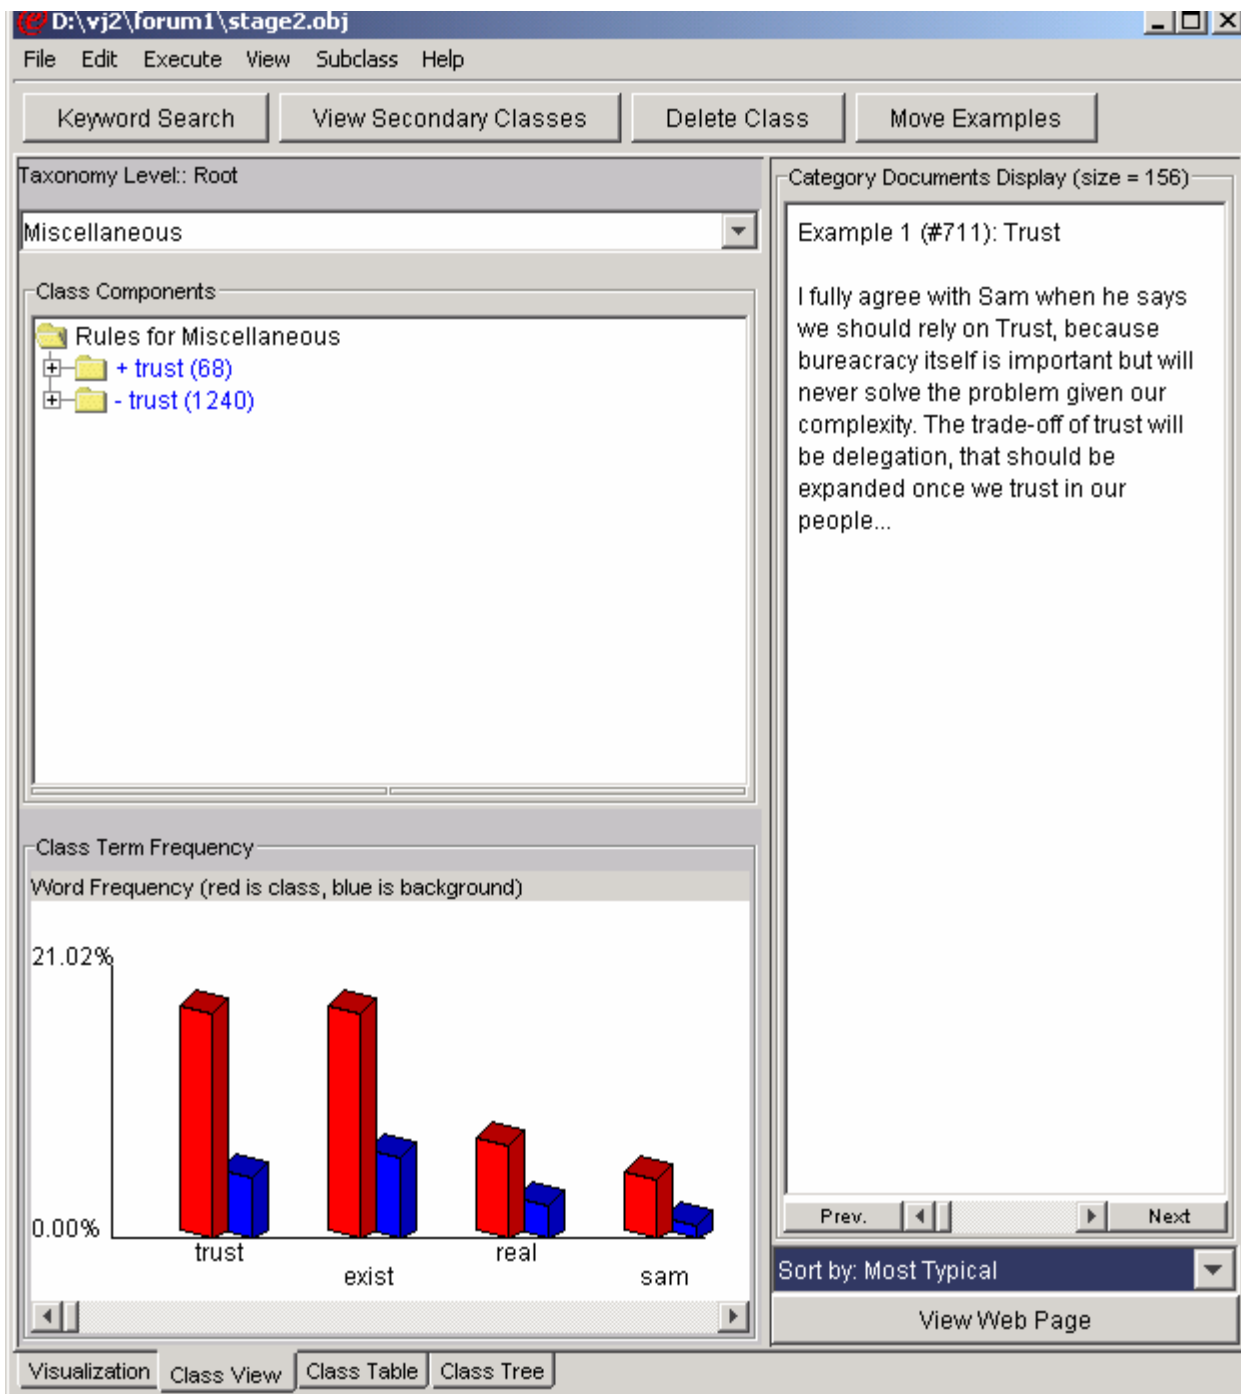 D:\vj2\forum1\stage2.obj
File Edit Execute View Subclass Help
Keyword Search View Secondary Classes Delete Class Move Examples
Taxonomy Level:: Root
Miscellaneous
Class Components
Rules for Miscellaneous
+ trust (68)
- trust (1240)
Class Term Frequency
Word Frequency (red is class, blue is background)
21.02%
0.00%
trust
exist
real
sam
Category Documents Display (size = 156)
Example 1 (#711): Trust
I fully agree with Sam when he says
we should rely on Trust, because
bureacracy itself is important but will
never solve the problem given our
complexity. The trade-off of trust will
be delegation, that should be
expanded once we trust in our
people...
Prev. Next
Sort by: Most Typical
View Web Page
Visualization Class View Class Table Class Tree